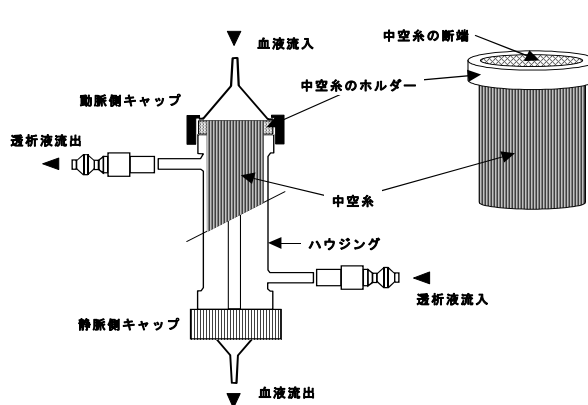 血液流入
中空糸の断端
中空糸のホルダー
動脈側キャップ
透析液流出
中空糸
ハウジング
透析液流入
静脈側キャップ
血液流出